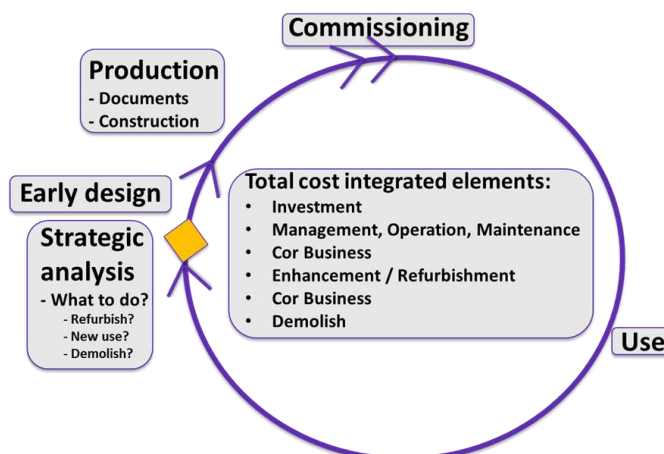 Commissioning
Production
- Documents
- Construction
Early design
Strategic
analysis
- What to do?
- Refurbish?
- New use?
- Demolish?
Total cost integrated elements:
• Investment
• Management, Operation, Maintenance
• Cor Business
• Enhancement / Refurbishment
• Cor Business
• Demolish
Use